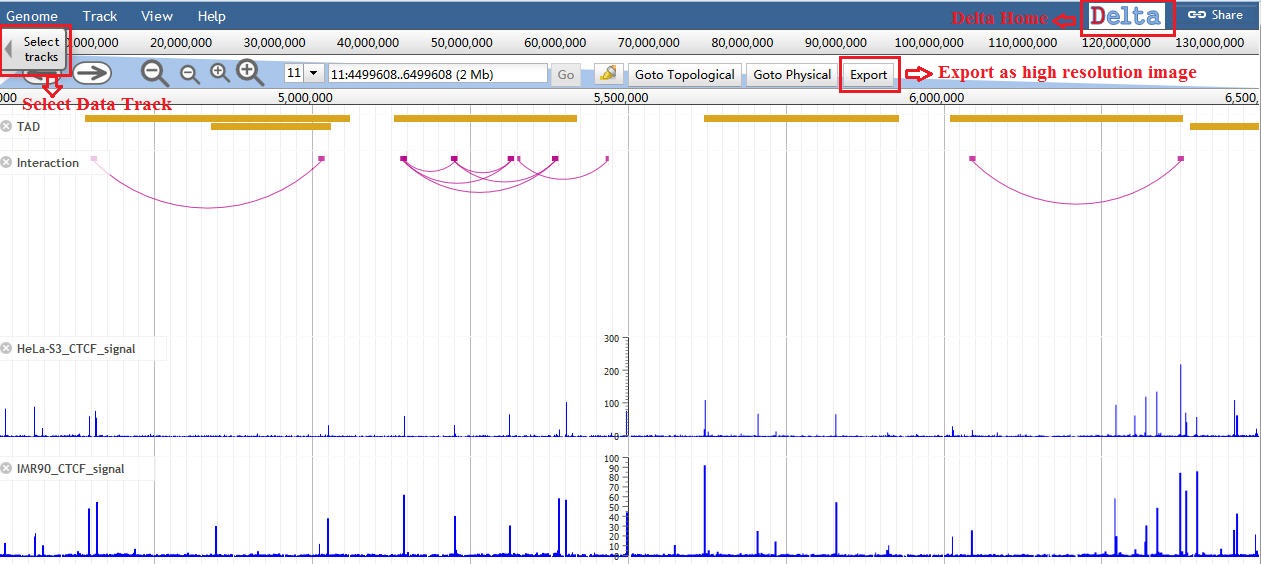 Genome Track View Help Delta Home Delta Share
Select tracks
0,000,000 20,000,000 30,000,000 40,000,000 50,000,000 60,000,000 70,000,000 80,000,000 90,000,000 100,000,000 110,000,000 120,000,000 130,000,000
11 11:4499608..6499608 (2 Mb) Go Goto Topological Goto Physical Export Export as high resolution image
Select Data Track
000 5,000,000 5,500,000 6,000,000 6,500,
TAD
Interaction
HeLa-S3_CTCF_signal
300
200
100
0
IMR90_CTCF_signal
100
90
80
70
60
50
40
30
20
10
0